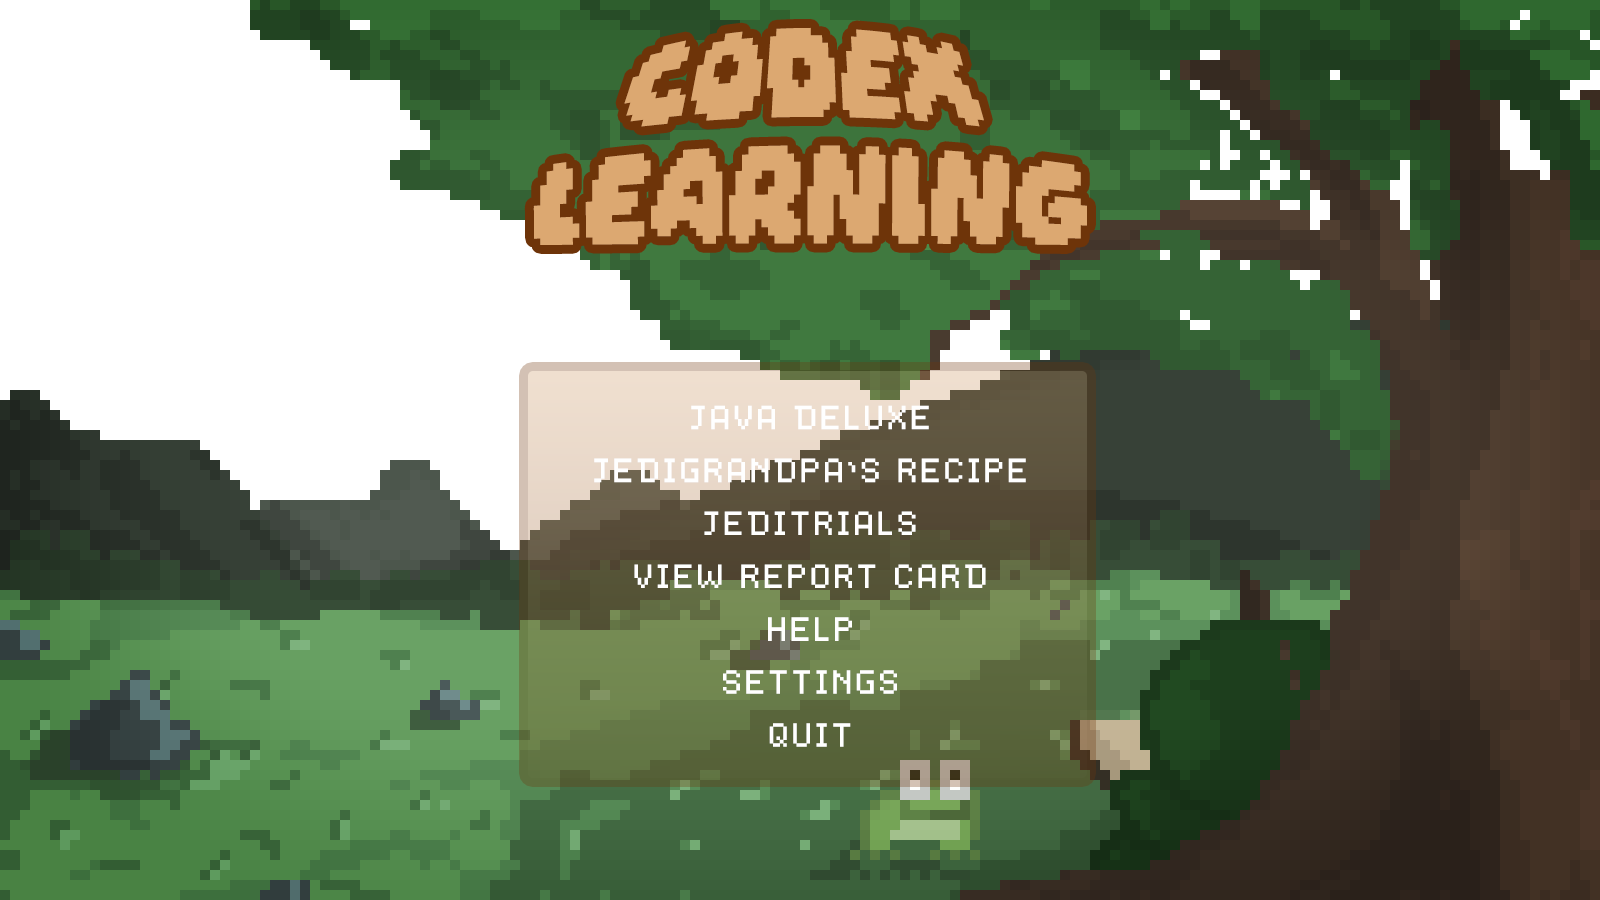 CODEX
LEARNING
JAVA DELUXE
JEDIGRANDPA'S RECIPE
JEDITRIALS
VIEW REPORT CARD
HELP
SETTINGS
QUIT